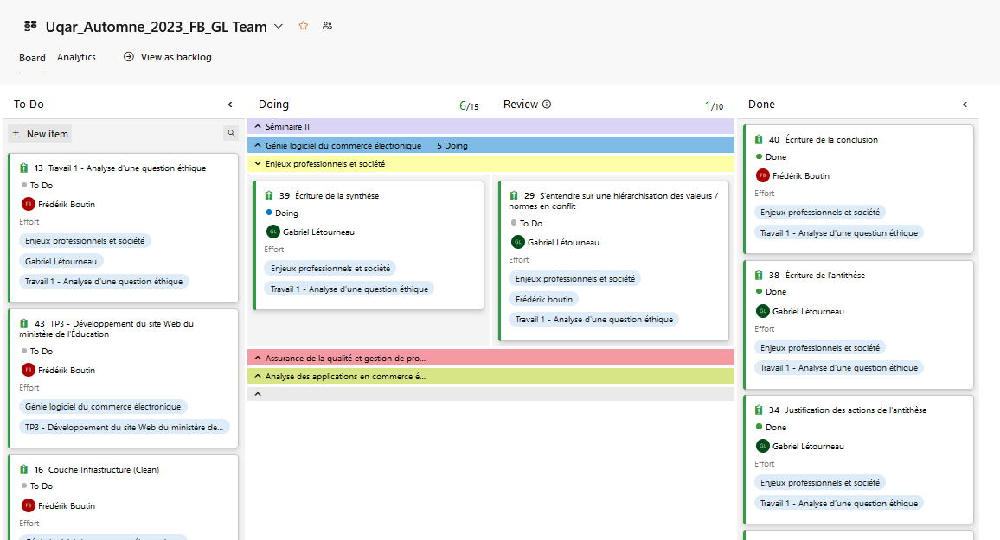 Uqar_Automne_2023_FB_GL Team
Board
Analytics
View as backlog
To Do
New item
13 Travail 1 - Analyse d'une question éthique
To Do
FB Frédérik Boutin
Effort
Enjeux professionnels et société
Gabriel Létourneau
Travail 1 - Analyse d'une question éthique
43 TP3 - Développement du site Web du
ministère de l'Éducation
To Do
FB Frédérik Boutin
Effort
Génie logiciel du commerce électronique
TP3 - Développement du site Web du ministère de...
16 Couche Infrastructure (Clean)
To Do
FB Frédérik Boutin
Effort
Doing
6/15
Review
1/10
Séminaire II
Génie logiciel du commerce électronique 5 Doing
Enjeux professionnels et société
39 Écriture de la synthèse
Doing
GL Gabriel Létourneau
Effort
Enjeux professionnels et société
Travail 1 - Analyse d'une question éthique
29 S'entendre sur une hiérarchisation des valeurs /
normes en conflit
To Do
GL Gabriel Létourneau
Effort
Enjeux professionnels et société
Frédérik boutin
Travail 1 - Analyse d'une question éthique
Assurance de la qualité et gestion de pro...
Analyse des applications en commerce é...
Done
40 Écriture de la conclusion
Done
FB Frédérik Boutin
Effort
Enjeux professionnels et société
Travail 1 - Analyse d'une question éthique
38 Écriture de l'antithèse
Done
GL Gabriel Létourneau
Effort
Enjeux professionnels et société
Travail 1 - Analyse d'une question éthique
34 Justification des actions de l'antithèse
Done
GL Gabriel Létourneau
Effort
Enjeux professionnels et société
Travail 1 - Analyse d'une question éthique